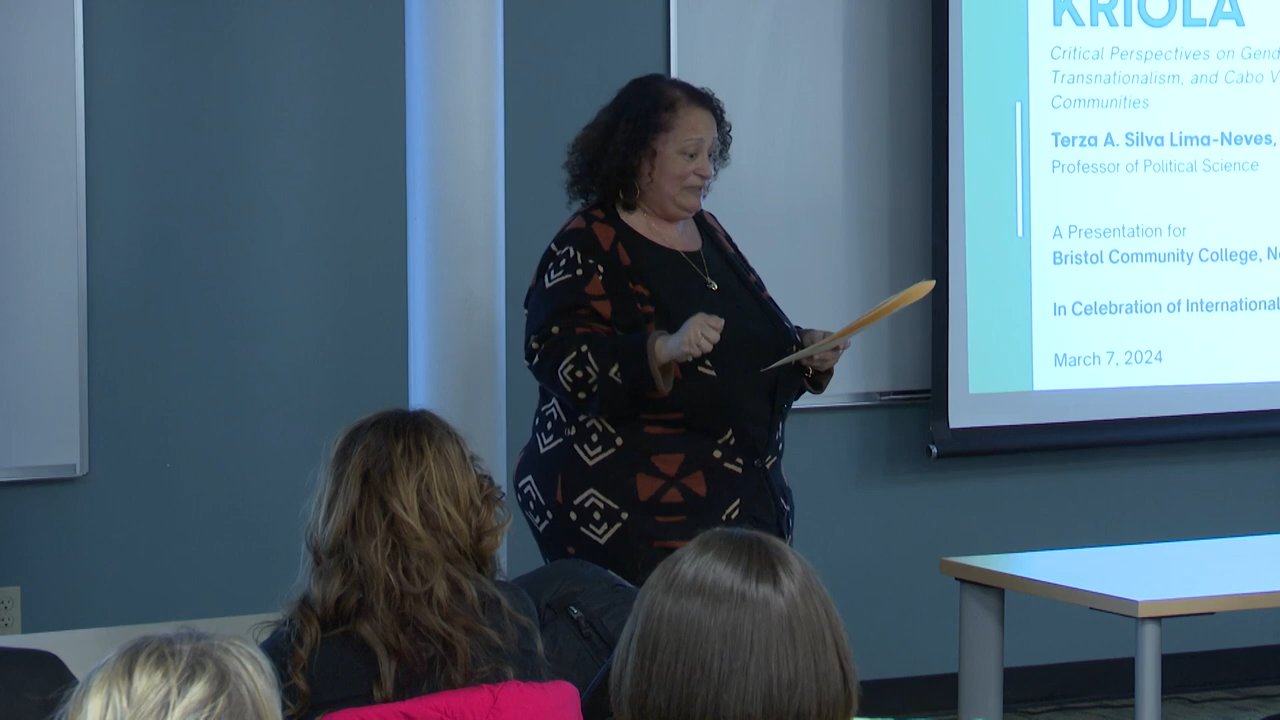 KRIOLA
Critical Perspectives on
Transnationalism, and Cabo
Communities
Terza A. Silva Lima-Neves,
Professor of Political Science
A Presentation for
Bristol Community College,
In Celebration of International
March 7, 2024